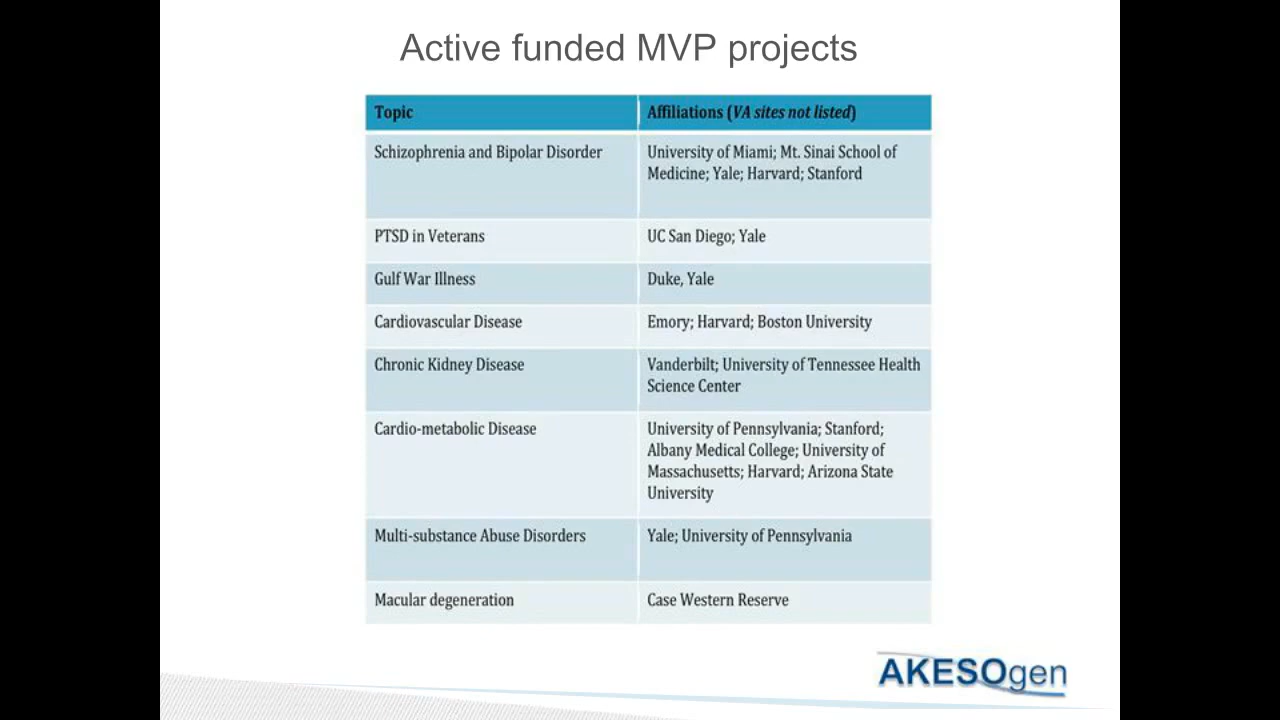 Active funded MVP projects
Topic
Affiliations (VA sites not listed)
Schizophrenia and Bipolar Disorder
University of Miami; Mt. Sinai School of
Medicine; Yale; Harvard; Stanford
PTSD in Veterans
UC San Diego; Yale
Gulf War Illness
Duke, Yale
Cardiovascular Disease
Emory; Harvard; Boston University
Chronic Kidney Disease
Vanderbilt; University of Tennessee Health
Science Center
Cardio-metabolic Disease
University of Pennsylvania; Stanford;
Albany Medical College; University of
Massachusetts; Harvard; Arizona State
University
Multi-substance Abuse Disorders
Yale; University of Pennsylvania
Macular degeneration
Case Western Reserve
AKESOgen